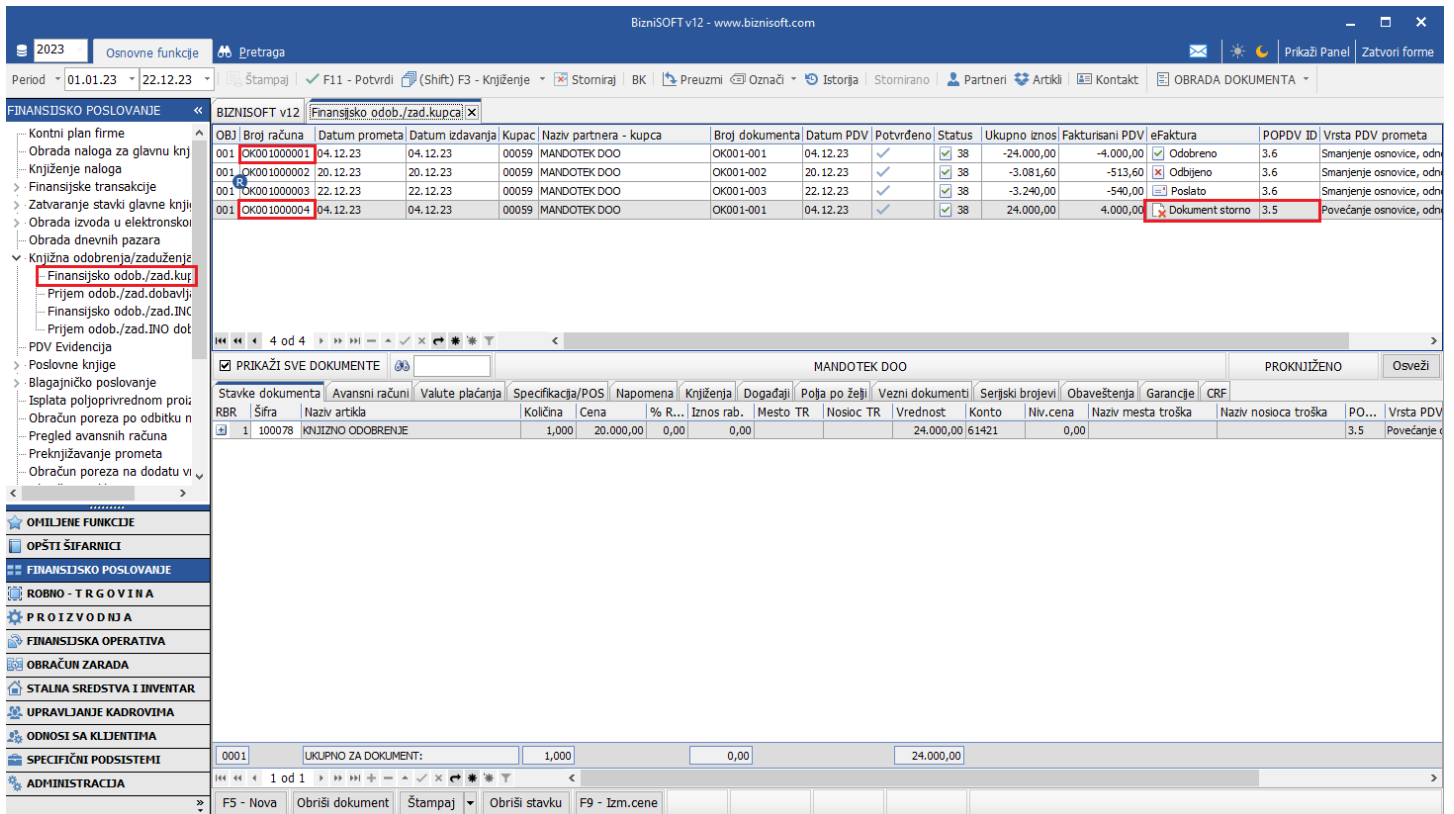 BizniSOFT v12 - www.biznisoft.com
2023 Osnovne funkcije Pretraga Prikaži Panel Zatvori forme
Period 01.01.23 22.12.23 Štampaj F11 - Potvrdi (Shift) F3 - Knjiženje Storniraj BK Preuzmi Označi Istorija Stornirano Partneri Artikli Kontakt OBRADA DOKUMENTA
FINANSIJSKO POSLOVANJE «
Kontni plan firme
Obrada naloga za glavnu knj
Knjiženje naloga
Finansijske transakcije
Zatvaranje stavki glavne knji
Obrada izvoda u elektronskoi
Obrada dnevnih pazara
Knjižna odobrenja/zaduženja
Finansijsko odob./zad.kup
Prijem odob./zad.dobavlj
Finansijsko odob./zad.INO
Prijem odob./zad.INO dob
PDV Evidencija
Poslovne knjige
Blagajničko poslovanje
Isplata poljoprivrednom proiz
Obračun poreza po odbitku n
Pregled avansnih računa
Preknjižavanje prometa
Obračun poreza na dodatu vr
OMILJENE FUNKCIJE
OPŠTI ŠIFARNICI
FINANSIJSKO POSLOVANJE
ROBNO - T R G O V I N A
P R O I Z V O D NJ A
FINANSIJSKA OPERATIVA
OBRAČUN ZARADA
STALNA SREDSTVA I INVENTAR
UPRAVLJANJE KADROVIMA
ODNOSI SA KLIJENTIMA
SPECIFIČNI PODSISTEMI
ADMINISTRACIJA
»
BIZNISOFT v12 Finansijsko odob./zad.kupca
OBJ Broj računa Datum prometa Datum izdavanja Kupac Naziv partnera - kupca Broj dokumenta Datum PDV Potvrđeno Status Ukupno iznos Fakturisani PDV eFaktura POPDV ID Vrsta PDV prometa
001 OK001000001 04.12.23 04.12.23 00059 MANDOTEK DOO OK001-001 04.12.23 38 -24.000,00 -4.000,00 Odobreno 3.6 Smanjenje osnovice, odno
001 OK001000002 20.12.23 20.12.23 00059 MANDOTEK DOO OK001-002 20.12.23 38 -3.081,60 -513,60 Odbijeno 3.6 Smanjenje osnovice, odno
R
001 OK001000003 22.12.23 22.12.23 00059 MANDOTEK DOO OK001-003 22.12.23 38 -3.240,00 -540,00 Poslato 3.6 Smanjenje osnovice, odno
001 OK001000004 04.12.23 04.12.23 00059 MANDOTEK DOO OK001-001 04.12.23 38 24.000,00 4.000,00 Dokument storno 3.5 Povećanje osnovice, odno
4 od 4
PRIKAŽI SVE DOKUMENTE MANDOTEK DOO PROKNJIŽENO Osveži
Stavke dokumenta Avansni računi Valute plaćanja Specifikacija/POS Napomena Knjiženja Događaji Polja po želji Vezni dokumenti Serijski brojevi Obaveštenja Garancije CRF
RBR Šifra Naziv artikla Količina Cena % R... Iznos rab. Mesto TR Nosioc TR Vrednost Konto Niv.cena Naziv mesta troška Naziv nosioca troška PO... Vrsta PDV
1 100078 KNJIZNO ODOBRENJE 1,000 20.000,00 0,00 0,00 24.000,00 61421 0,00 3.5 Povećanje o
0001 UKUPNO ZA DOKUMENT: 1,000 0,00 24.000,00
1 od 1
F5 - Nova Obriši dokument Štampaj Obriši stavku F9 - Izm.cene